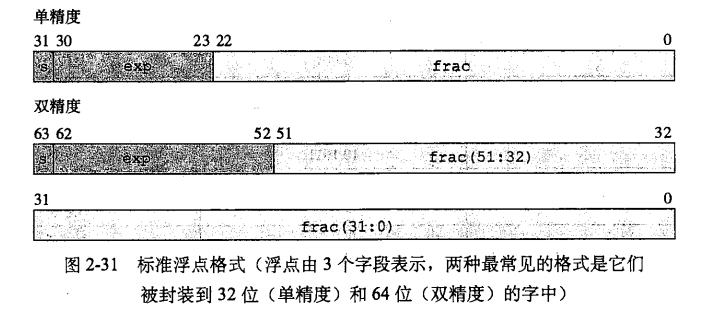 单精度
31 30 23 22 0
s exp frac
双精度
63 62 52 51 32
s exp frac(51:32)
31 0
frac(31:0)
图 2-31 标准浮点格式（浮点由 3 个字段表示，两种最常见的格式是它们
被封装到 32 位（单精度）和 64 位（双精度）的字中）